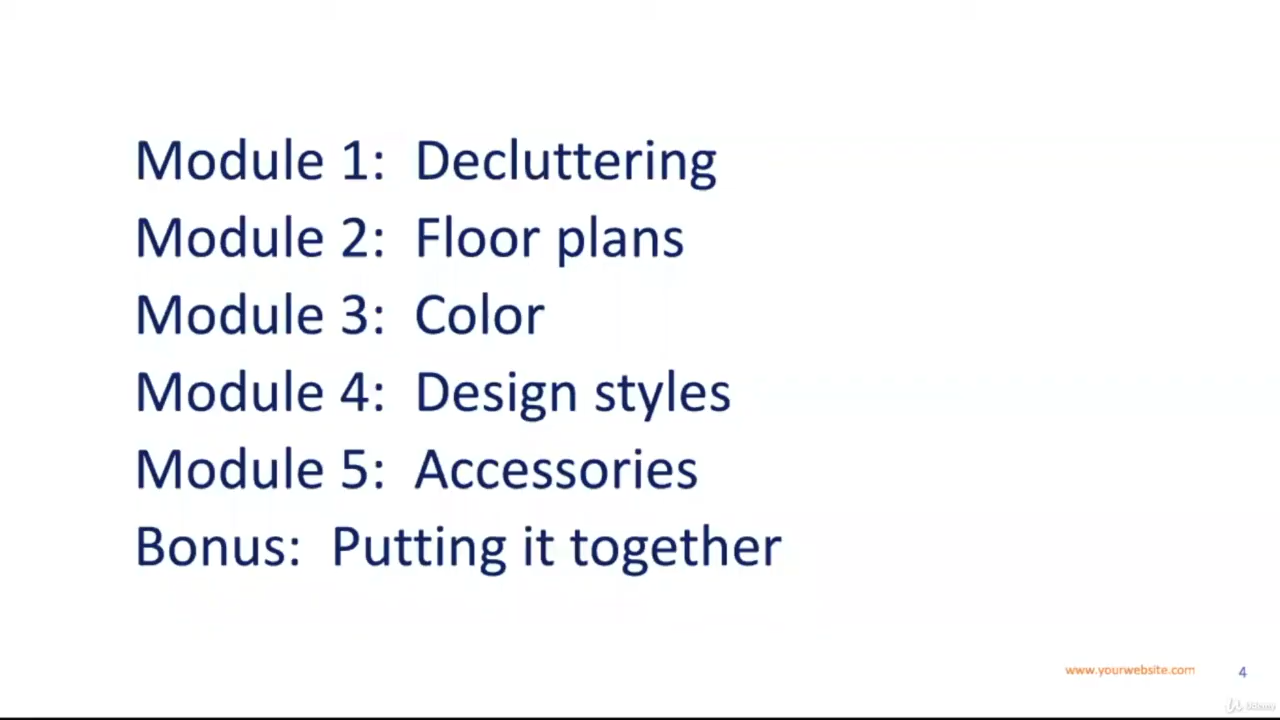 Module 1: Decluttering
Module 2: Floor plans
Module 3: Color
Module 4: Design styles
Module 5: Accessories
Bonus: Putting it together
www.yourwebsite.com
4
Udemy